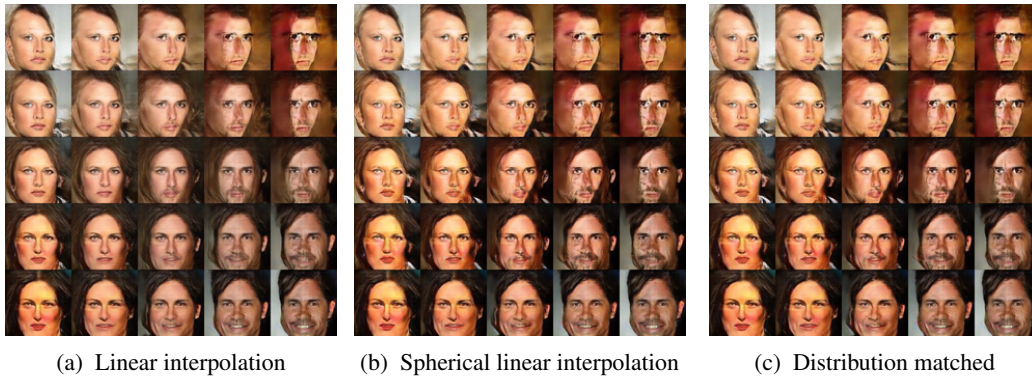 (a) Linear interpolation
(b) Spherical linear interpolation
(c) Distribution matched